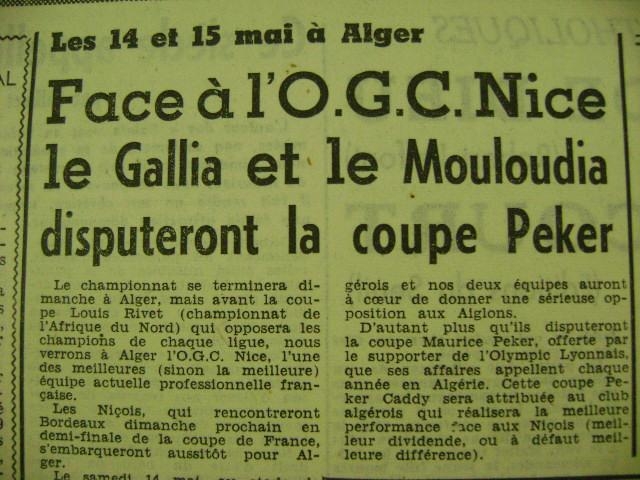 Les 14 et 15 mai à Alger
Face à l'O.G.C. Nice
le Gallia et le Mouloudia
disputeront la coupe Peker
Le championnat se terminera di-
manche à Alger, mais avant la cou-
pe Louis Rivet (championnat de
l'Afrique du Nord) qui opposera les
champions de chaque ligue, nous
verrons à Alger l'O.G.C. Nice, l'une
des meilleures (sinon la meilleure)
équipe actuelle professionnelle fran-
çaise.
Les Niçois, qui rencontreront
Bordeaux dimanche prochain en
demi-finale de la coupe de France,
s'embarqueront aussitôt pour Al-
ger.
Le samedi 14 mai
gérois et nos deux équipes auront
à cœur de donner une sérieuse op-
position aux Aiglons.
D'autant plus qu'ils disputeront
la coupe Maurice Peker, offerte par
le supporter de l'Olympic Lyonnais,
que ses affaires appellent chaque
année en Algérie. Cette coupe Pe-
ker Caddy sera attribuée au club
algérois qui réalisera la meilleure
performance face aux Niçois (meil-
leur dividende, ou à défaut meil-
leure différence).